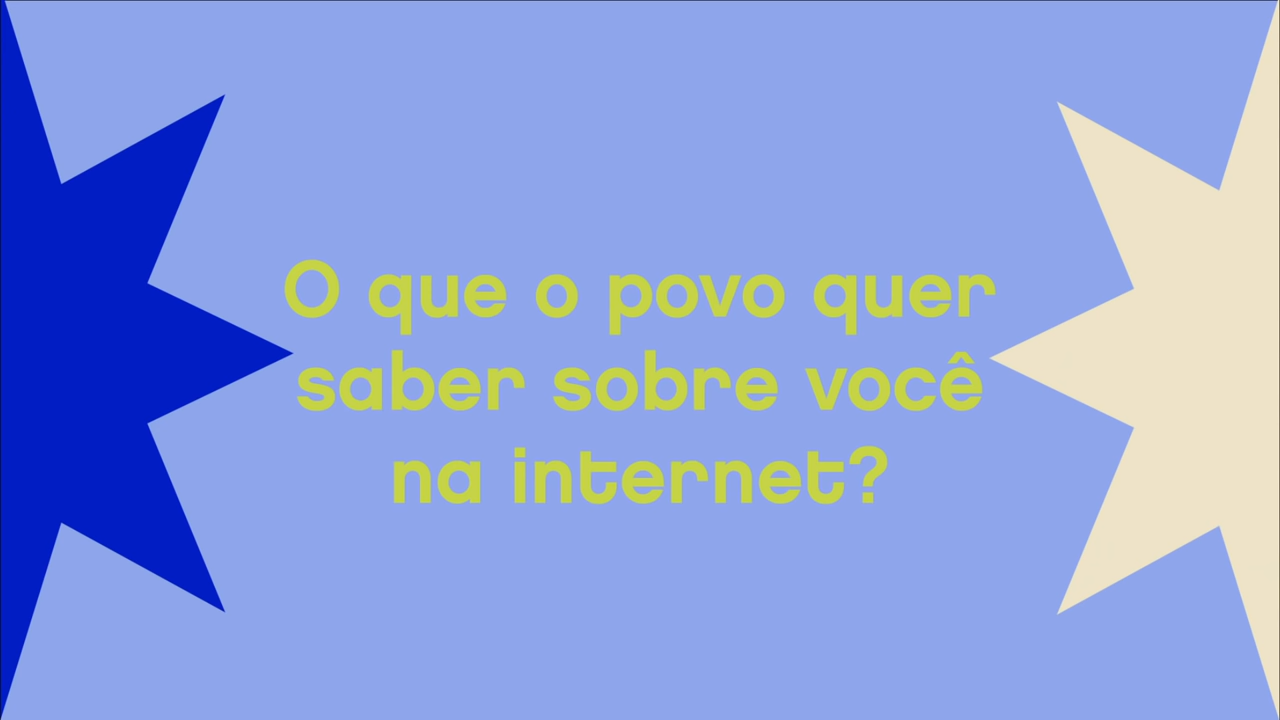 O que o povo quer
saber sobre você
na internet?